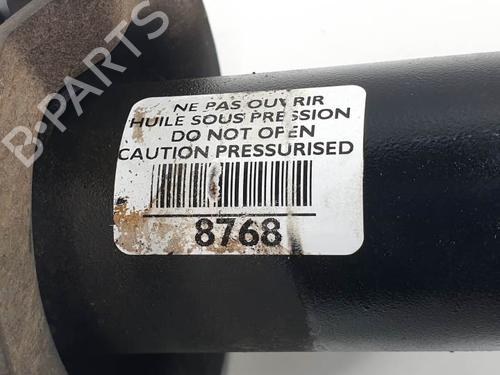 B-PARTS
NE PAS OUVRIR
HUILE SOUS PRESSION
DO NOT OPEN
CAUTION PRESSURISED
8768